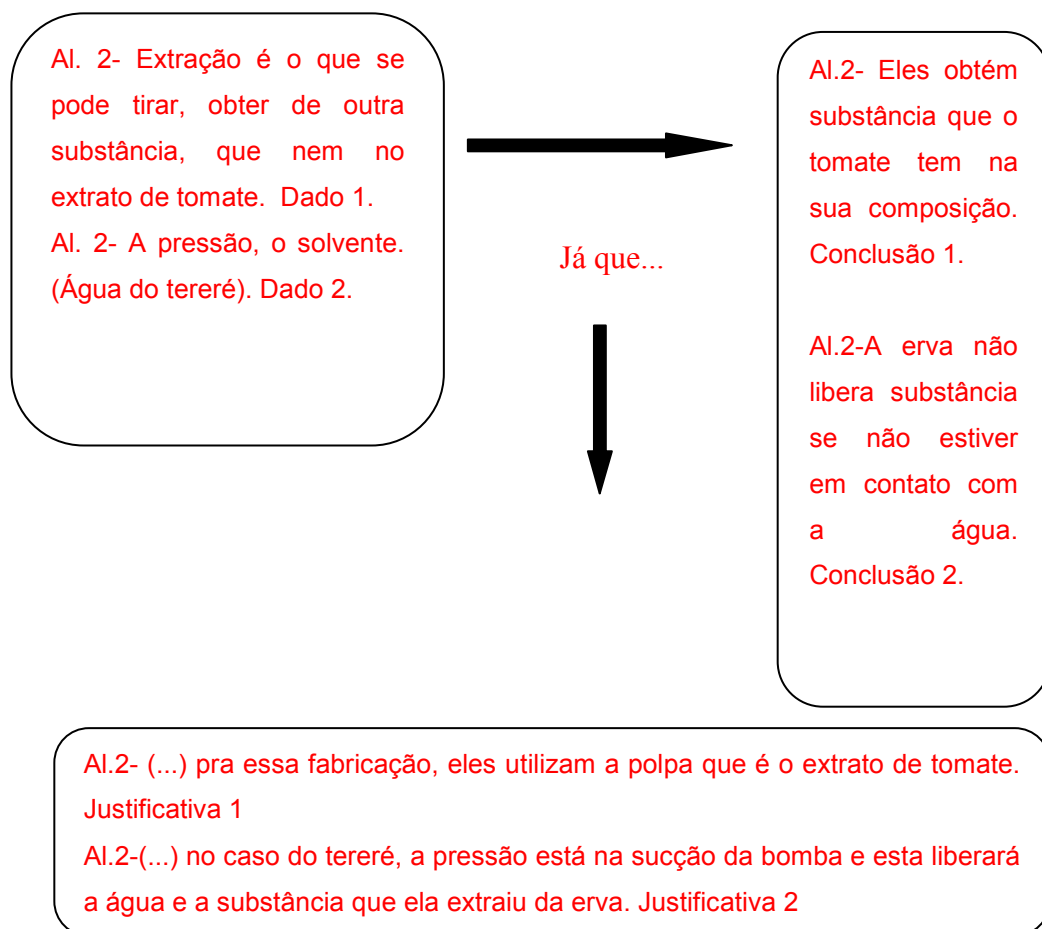 Al. 2- Extração é o que se
pode tirar, obter de outra
substância, que nem no
extrato de tomate. Dado 1.
Al. 2- A pressão, o solvente.
(Água do tereré). Dado 2.
Já que...
Al.2- Eles obtém
substância que o
tomate tem na
sua composição.
Conclusão 1.
Al.2-A erva não
libera substância
se não estiver
em contato com
a água.
Conclusão 2.
Al.2- (...) pra essa fabricação, eles utilizam a polpa que é o extrato de tomate.
Justificativa 1
Al.2-(...) no caso do tereré, a pressão está na sucção da bomba e esta liberará
a água e a substância que ela extraiu da erva. Justificativa 2